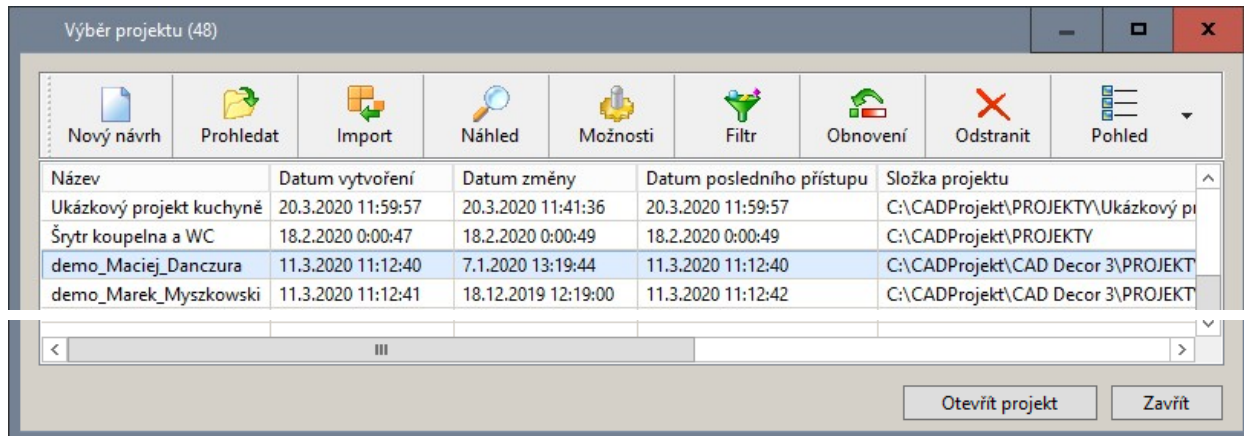 Výběr projektu (48)
Nový návrh Prohledat Import Náhled Možnosti Filtr Obnovení Odstranit Pohled
Název Datum vytvoření Datum změny Datum posledního přístupu Složka projektu
Ukázkový projekt kuchyně 20.3.2020 11:59:57 20.3.2020 11:41:36 20.3.2020 11:59:57 C:\CADProjekt\PROJEKTY\Ukázkový
Šrytr koupelna a WC 18.2.2020 0:00:47 18.2.2020 0:00:49 18.2.2020 0:00:49 C:\CADProjekt\PROJEKTY
demo_Maciej_Danczura 11.3.2020 11:12:40 7.1.2020 13:19:44 11.3.2020 11:12:40 C:\CADProjekt\CAD Decor 3\PROJEKT
demo_Marek_Myszkowski 11.3.2020 11:12:41 18.12.2019 12:19:00 11.3.2020 11:12:42 C:\CADProjekt\CAD Decor 3\PROJEKT
Otevřít projekt Zavřít